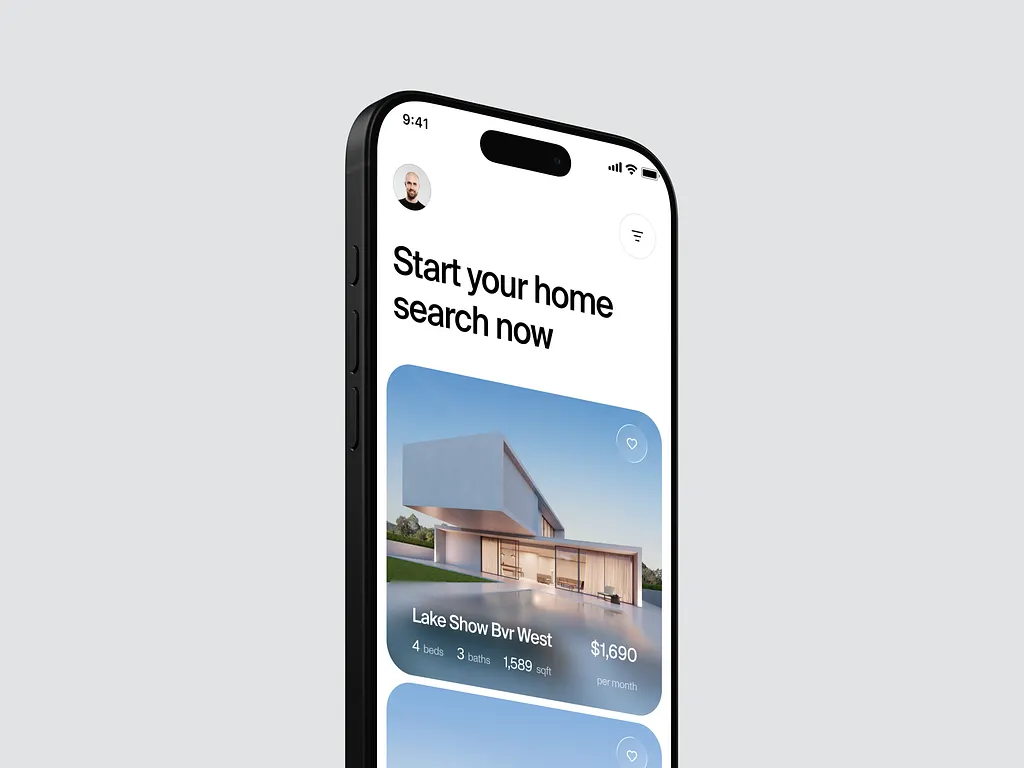 9:41
Start your home
search now
Lake Show Bvr West
$1,690
4 beds 3 baths 1,589 sqft
per month